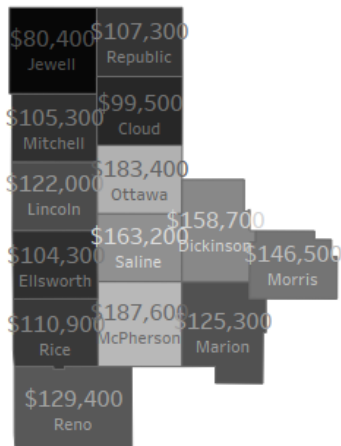 $80,400
Jewell
$107,300
Republic
$105,300
Mitchell
$99,500
Cloud
$122,000
Lincoln
$183,400
Ottawa
$104,300
Ellsworth
$163,200
Saline
$158,700
Dickinson
$146,500
Morris
$110,900
Rice
$187,600
McPherson
$125,300
Marion
$129,400
Reno